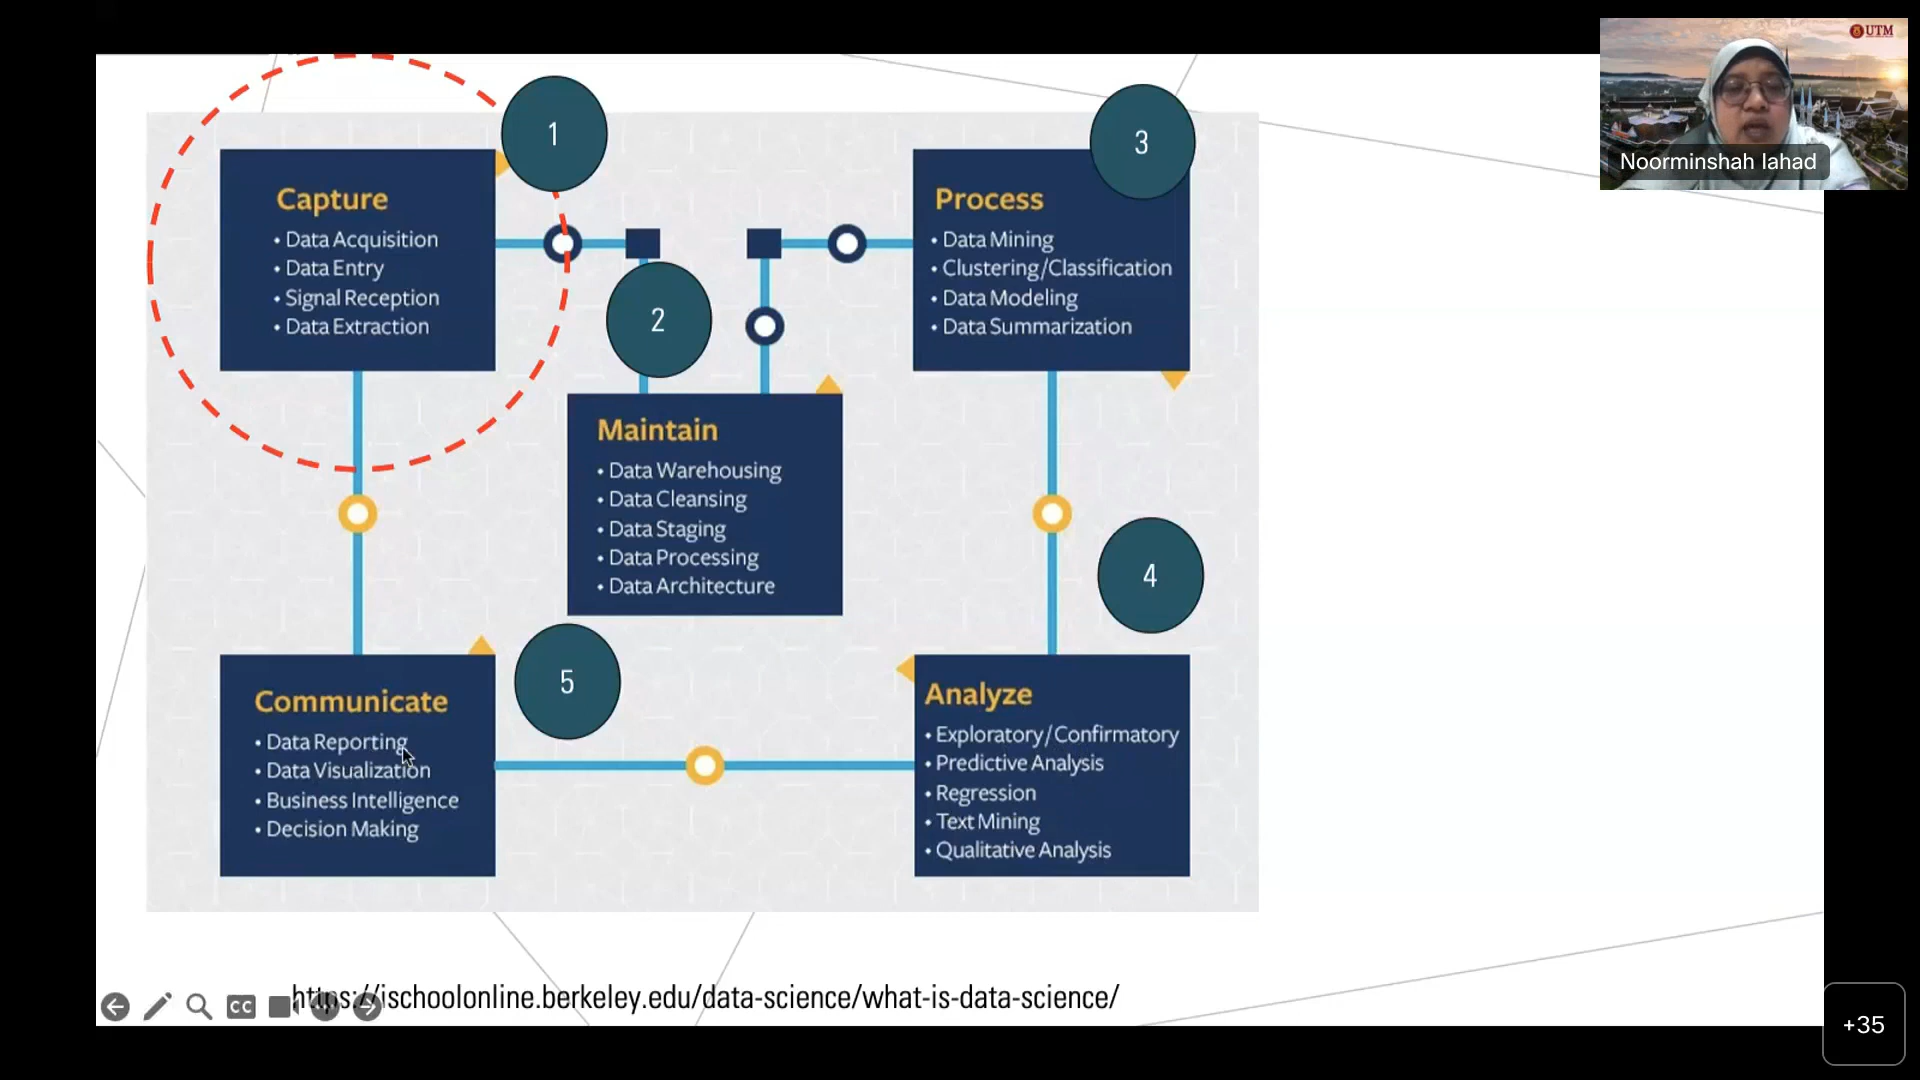 1
Capture
• Data Acquisition
• Data Entry
• Signal Reception
• Data Extraction
2
Maintain
• Data Warehousing
• Data Cleansing
• Data Staging
• Data Processing
• Data Architecture
3
Process
• Data Mining
• Clustering/Classification
• Data Modeling
• Data Summarization
4
Analyze
• Exploratory/Confirmatory
• Predictive Analysis
• Regression
• Text Mining
• Qualitative Analysis
5
Communicate
• Data Reporting
• Data Visualization
• Business Intelligence
• Decision Making
https://ischoolonline.berkeley.edu/data-science/what-is-data-science/
CC
UTM
Noorminshah Iahad
+35